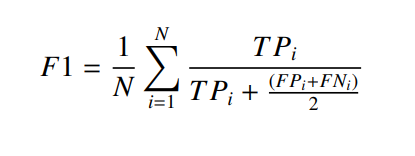 F1 = \frac{1}{N} \sum_{i=1}^{N} \frac{TP_i}{TP_i + \frac{(FP_i+FN_i)}{2}}